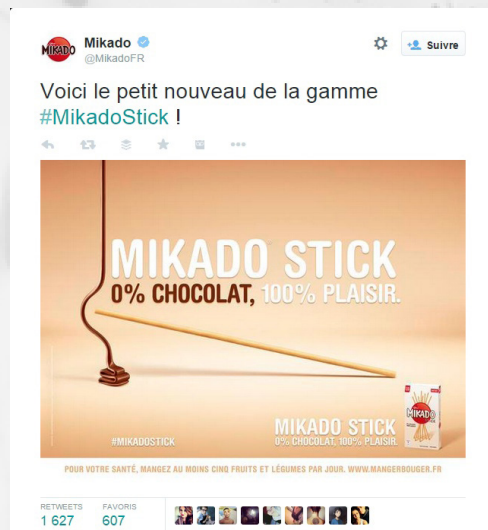 Mikado
@MikadoFR
Suivre
Voici le petit nouveau de la gamme
#MikadoStick !
MIKADO STICK
0% CHOCOLAT, 100% PLAISIR.
MIKADO
MIKADO STICK
0% CHOCOLAT, 100% PLAISIR.
#MIKADOSTICK
POUR VOTRE SANTÉ, MANGEZ AU MOINS CINQ FRUITS ET LÉGUMES PAR JOUR. WWW.MANGERBOUGER.FR
RETWEETS FAVORIS
1 627 607